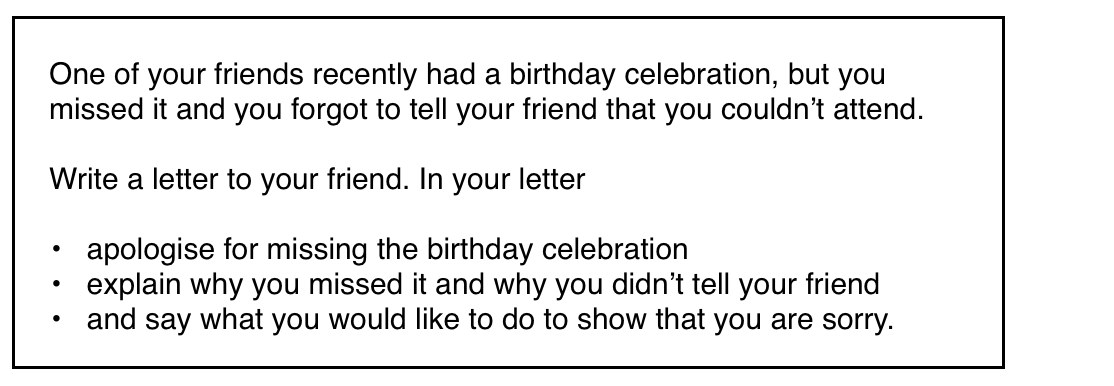 One of your friends recently had a birthday celebration, but you
missed it and you forgot to tell your friend that you couldn’t attend.
Write a letter to your friend. In your letter
• apologise for missing the birthday celebration
• explain why you missed it and why you didn’t tell your friend
• and say what you would like to do to show that you are sorry.